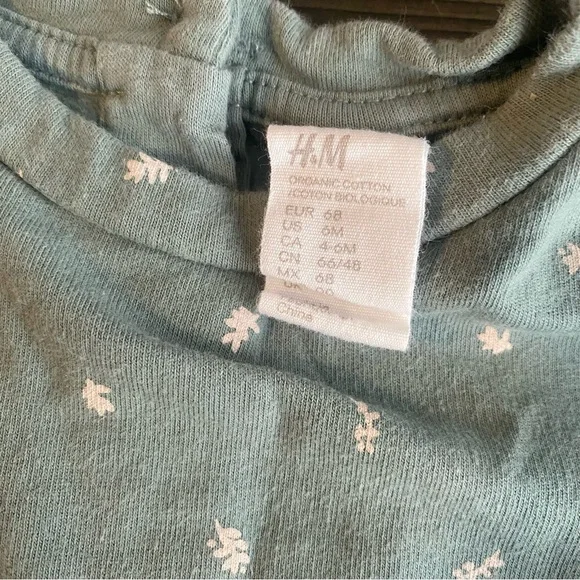 H&M
ORGANIC COTTON
COTON BIOLOGIQUE
EUR 68
US 6M
CA 4-6M
CN 66/48
MX 68
China